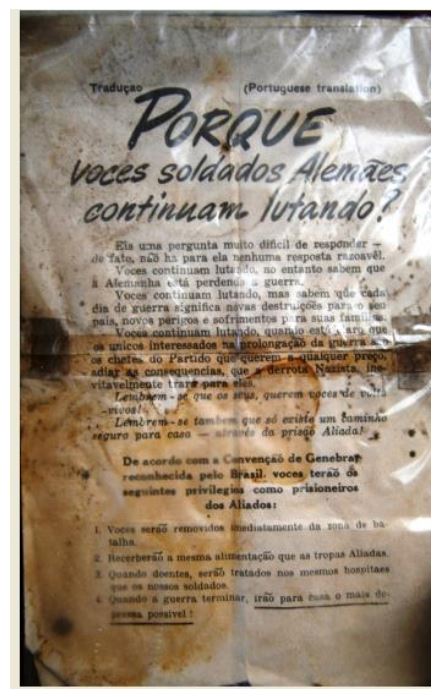 Tradução (Portuguese translation)
PORQUE
voces soldados Alemães
continuam lutando?
Eis uma pergunta muito dificil de responder —
de fato, não ha para ela nenhuma resposta razoavêl.
Voces continuam lutando, no entanto sabem que
a Alemanha está perdendo a guerra.
Voces continuam lutando, mas sabem que cada
dia de guerra significa novas destruições para o seu
pais, novos perigos e sofrimentos para suas familias.
Voces continuam lutando, quando está claro que
os unicos interessados na prolongação da guerra são
os chefes do Partido que querem a qualquer preço,
adiar as consequencias, que a derrota Nazista, ine-
vitavelmente trará para eles.
Lembrem-se que os seus, querem voces de volta
-vivos!
Lembrem-se tambem que só existe um caminho
seguro para casa — através da prisão Aliada!
De acordo com a Convenção de Genebra,
reconhecida pelo Brasil, voces terão os
seguintes privilegios como prisioneiros
dos Aliados:
1. Voces serão removidos imediatamente da zona de ba-
talha.
2. Recerberão a mesma alimentação que as tropas Aliadas.
3. Quando doentes, serão tratados nos mesmos hospitaes
que os nossos soldados.
4. Quando a guerra terminar, irão para casa o mais de-
pressa possivel!